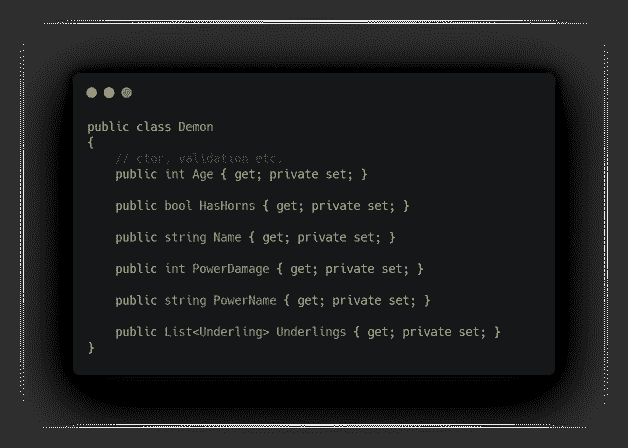 public class Demon
{
// ctor, validation etc.
public int Age { get; private set; }
public bool HasHorns { get; private set; }
public string Name { get; private set; }
public int PowerDamage { get; private set; }
public string PowerName { get; private set; }
public List<Underling> Underlings { get; private set; }
}